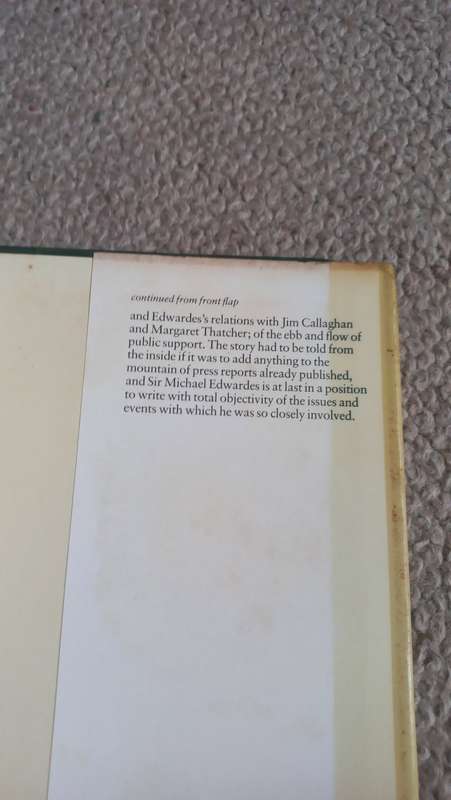 continued from front flap
and Edwardes's relations with Jim Callaghan
and Margaret Thatcher; of the ebb and flow of
public support. The story had to be told from
the inside if it was to add anything to the
mountain of press reports already published,
and Sir Michael Edwardes is at last in a position
to write with total objectivity of the issues and
events with which he was so closely involved.